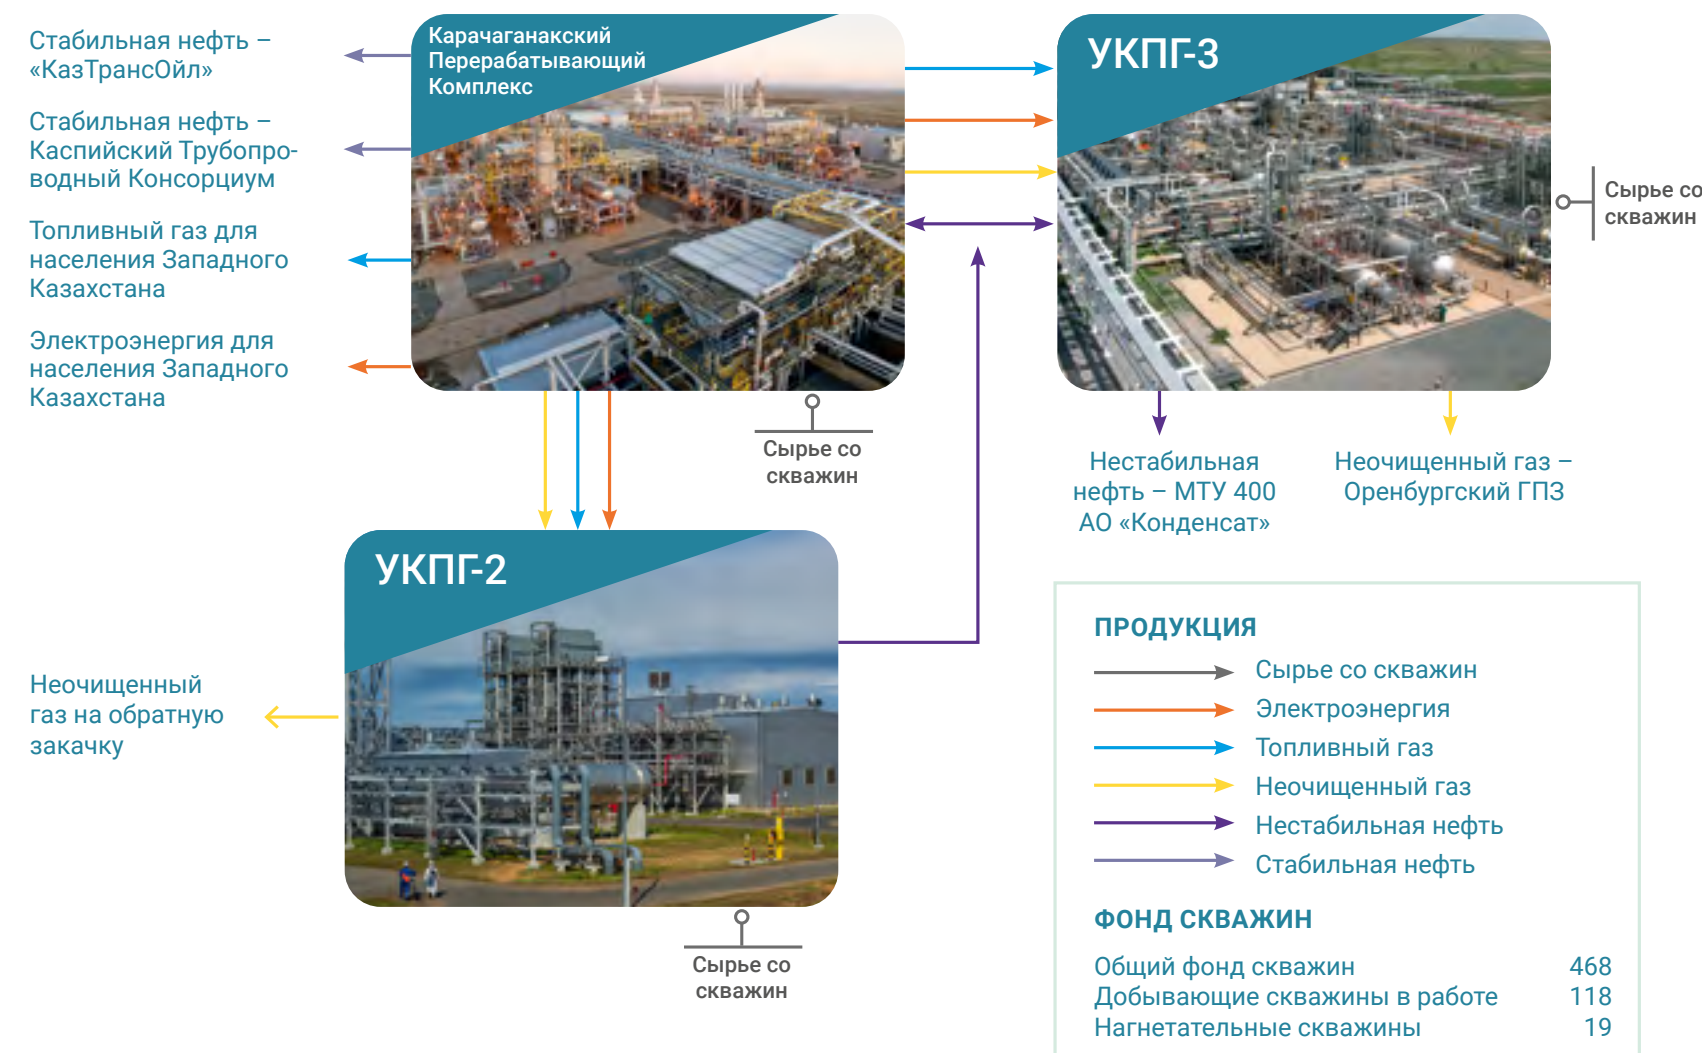 Стабильная нефть –
«КазТрансОйл»
Стабильная нефть –
Каспийский Трубопро-
водный Консорциум
Топливный газ для
населения Западного
Казахстана
Электроэнергия для
населения Западного
Казахстана
Карачаганакский
Перерабатывающий
Комплекс
Сырье со
скважин
УКПГ-3
Сырье со
скважин
Нестабильная
нефть – МТУ 400
АО «Конденсат»
Неочищенный газ –
Оренбургский ГПЗ
УКПГ-2
Неочищенный
газ на обратную
закачку
Сырье со
скважин
ПРОДУКЦИЯ
Сырье со скважин
Электроэнергия
Топливный газ
Неочищенный газ
Нестабильная нефть
Стабильная нефть
ФОНД СКВАЖИН
Общий фонд скважин 468
Добывающие скважины в работе 118
Нагнетательные скважины 19